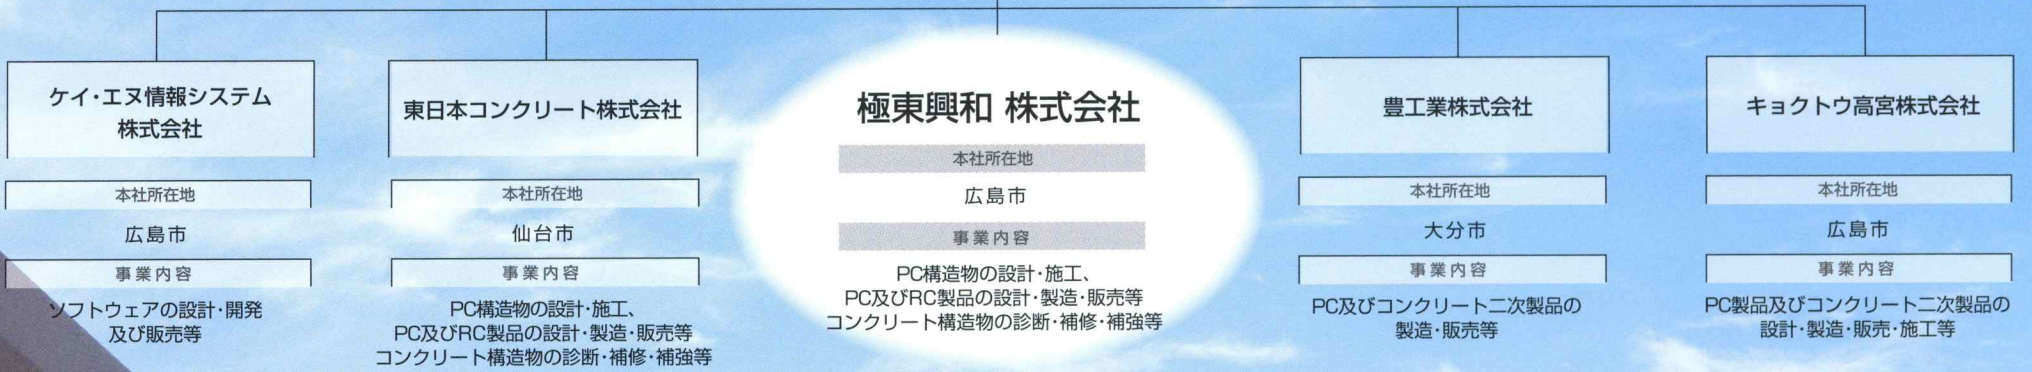 ケイ・エヌ情報システム
株式会社
本社所在地
広島市
事業内容
ソフトウェアの設計・開発
及び販売等
東日本コンクリート株式会社
本社所在地
仙台市
事業内容
PC構造物の設計・施工、
PC及びRC製品の設計・製造・販売等
コンクリート構造物の診断・補修・補強等
極東興和 株式会社
本社所在地
広島市
事業内容
PC構造物の設計・施工、
PC及びRC製品の設計・製造・販売等
コンクリート構造物の診断・補修・補強等
豊工業株式会社
本社所在地
大分市
事業内容
PC及びコンクリート二次製品の
製造・販売等
キョクトウ高宮株式会社
本社所在地
広島市
事業内容
PC製品及びコンクリート二次製品の
設計・製造・販売・施工等